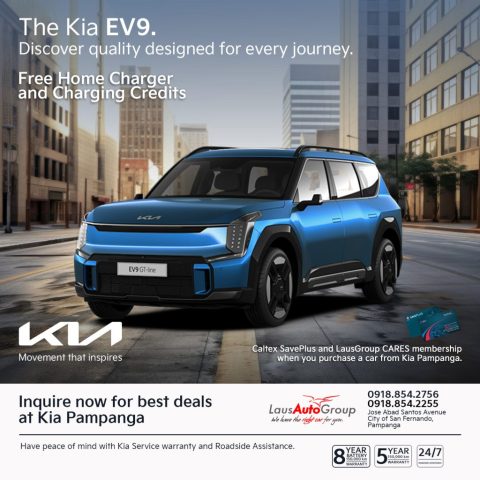 The Kia EV9.
Discover quality designed for every journey.
Free Home Charger
and Charging Credits
KIA
EV9 GT-line
KIA
Movement that inspires
Caltex SavePlus and LausGroup CARES membership
when you purchase a car from Kia Pampanga.
Inquire now for best deals
at Kia Pampanga
LausAutoGroup
We have the right car for you.
0918.854.2756
0918.854.2255
Jose Abad Santos Avenue
City of San Fernando,
Pampanga
Have peace of mind with Kia Service warranty and Roadside Assistance.
8 YEAR
BATTERY
WARRANTY
5 YEAR
WARRANTY
24/7